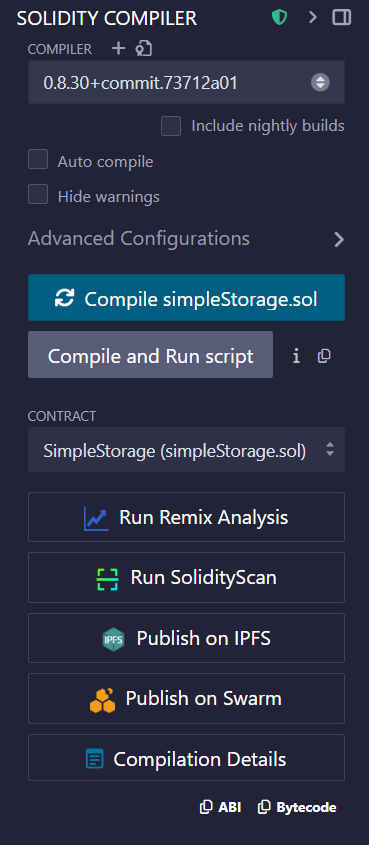 SOLIDITY COMPILER
COMPILER
0.8.30+commit.73712a01
Include nightly builds
Auto compile
Hide warnings
Advanced Configurations
Compile simpleStorage.sol
Compile and Run script
CONTRACT
SimpleStorage (simpleStorage.sol)
Run Remix Analysis
Run SolidityScan
IPFS Publish on IPFS
Publish on Swarm
Compilation Details
ABI Bytecode